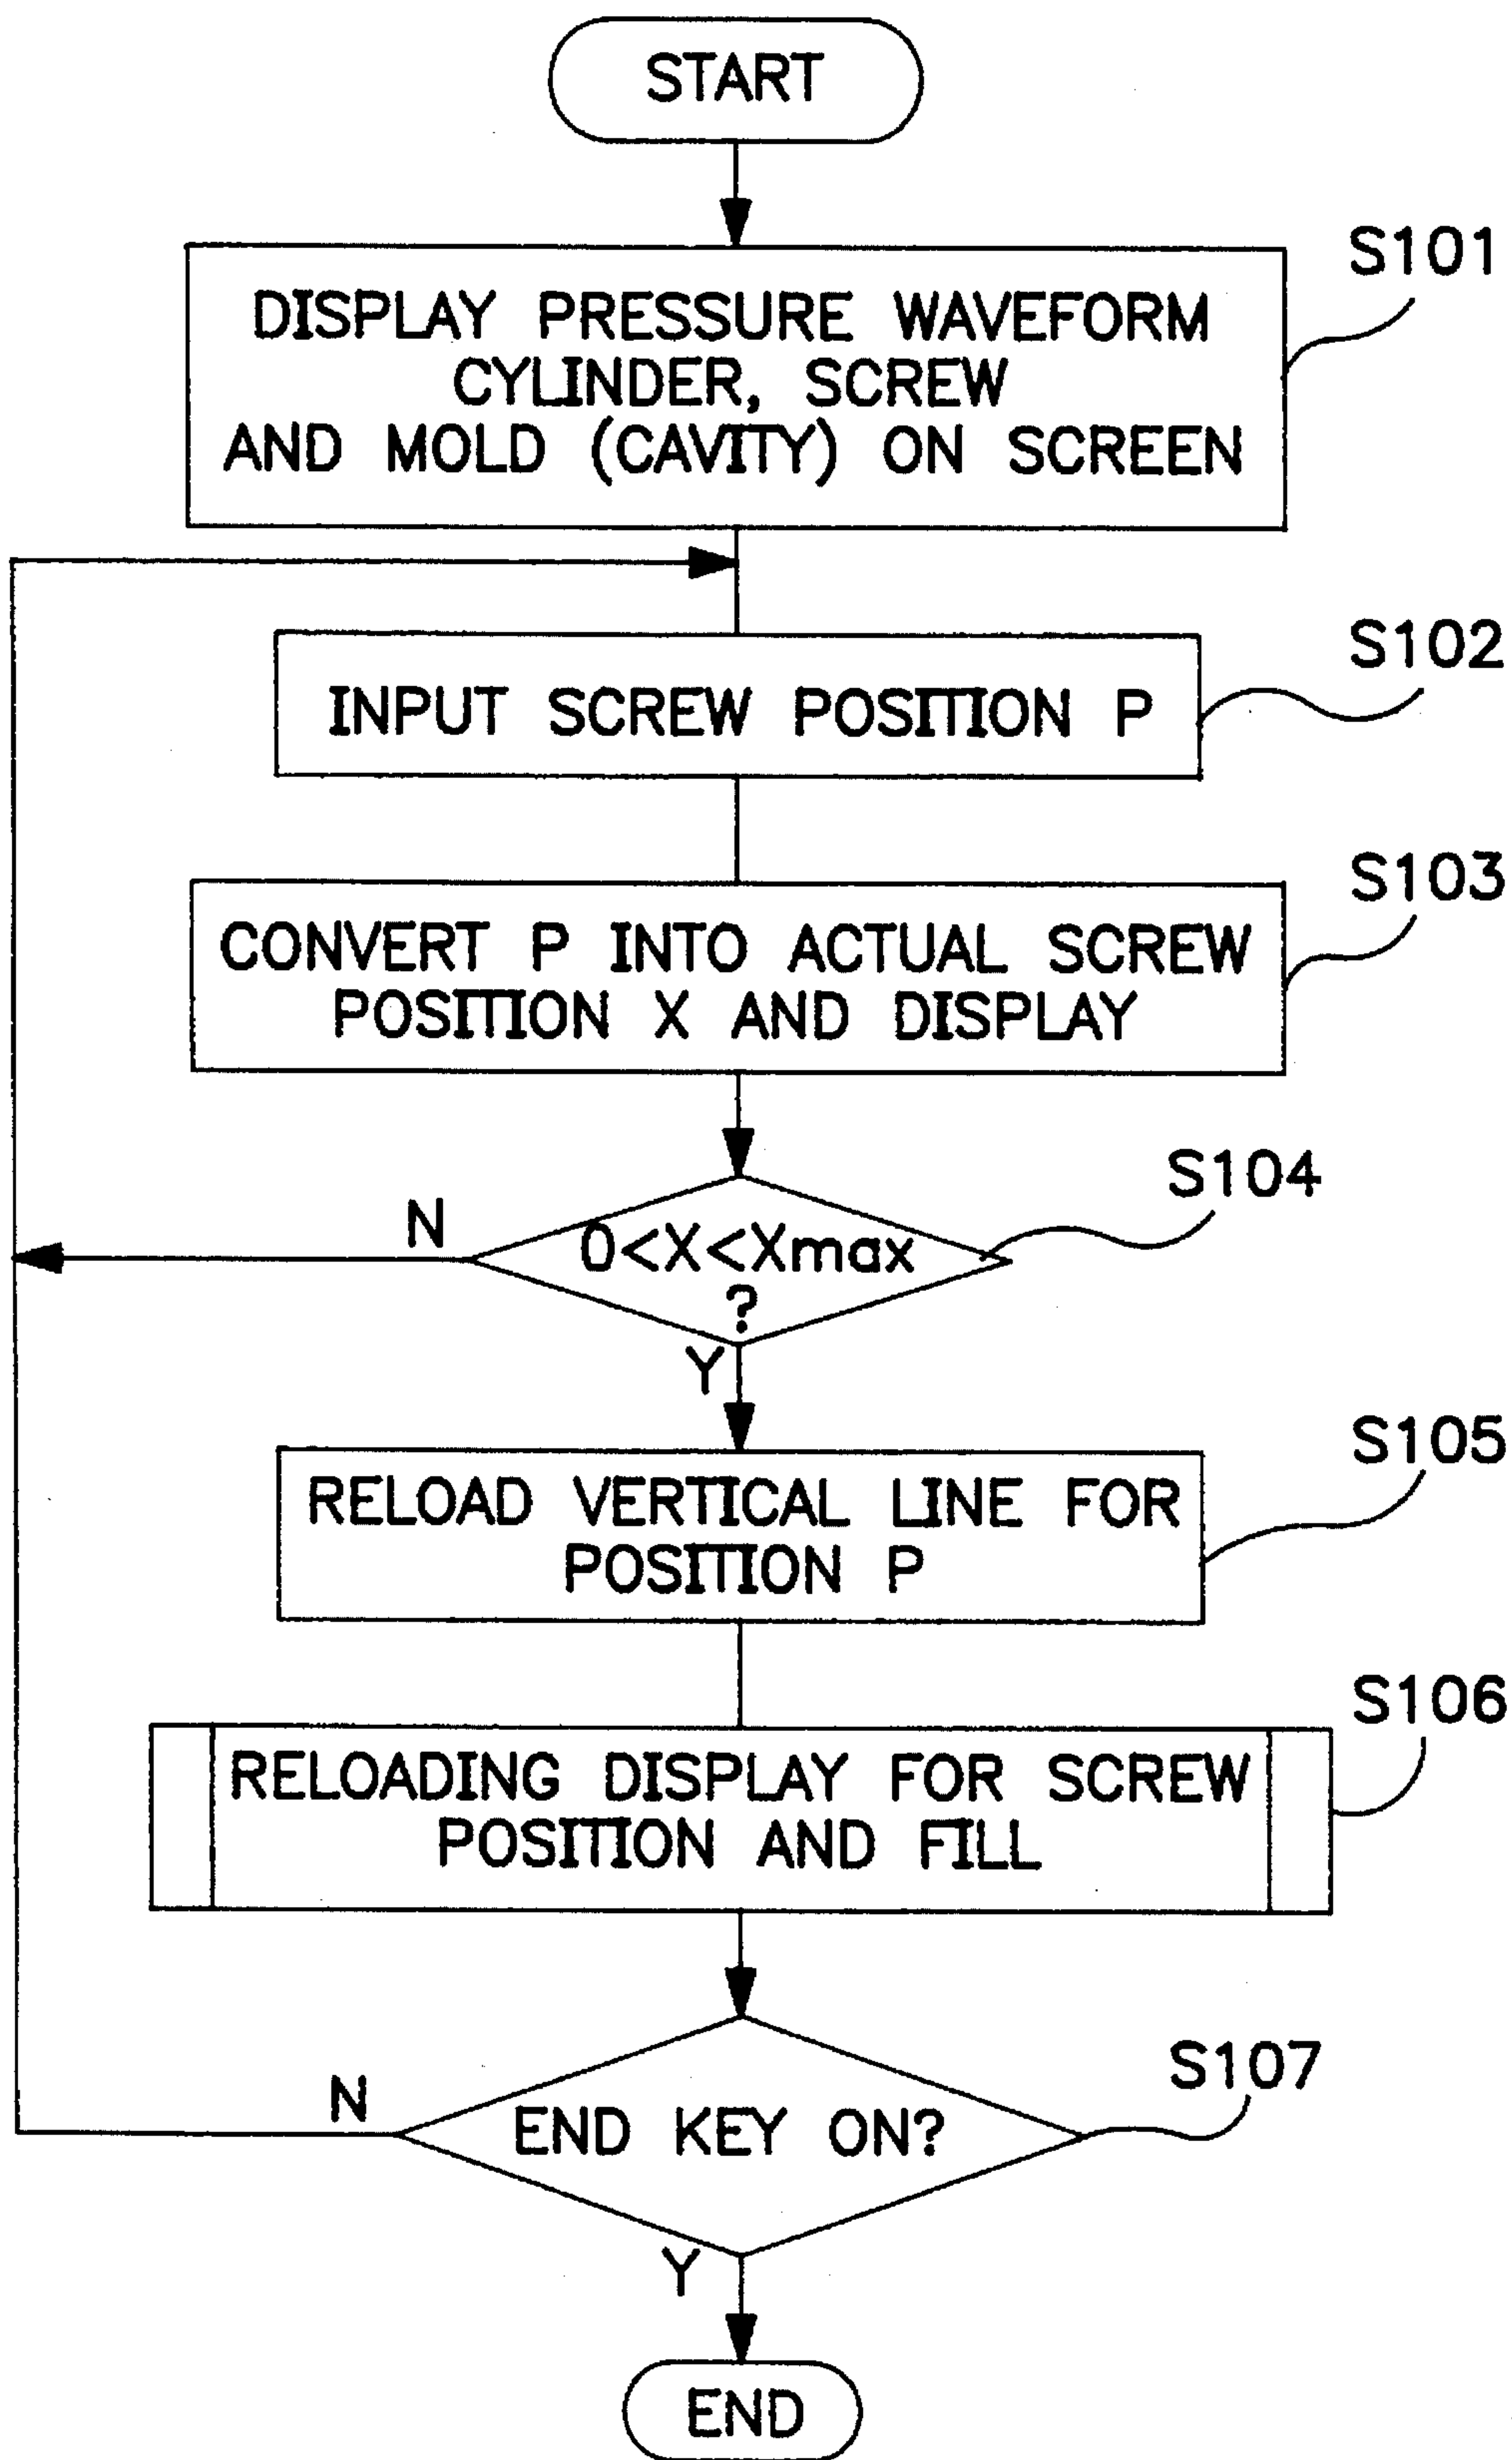 START
S101
DISPLAY PRESSURE WAVEFORM
CYLINDER, SCREW
AND MOLD (CAVITY) ON SCREEN
S102
INPUT SCREW POSITION P
S103
CONVERT P INTO ACTUAL SCREW
POSITION X AND DISPLAY
S104
N
0<X<Xmax
?
Y
S105
RELOAD VERTICAL LINE FOR
POSITION P
S106
RELOADING DISPLAY FOR SCREW
POSITION AND FILL
S107
N
END KEY ON?
Y
END